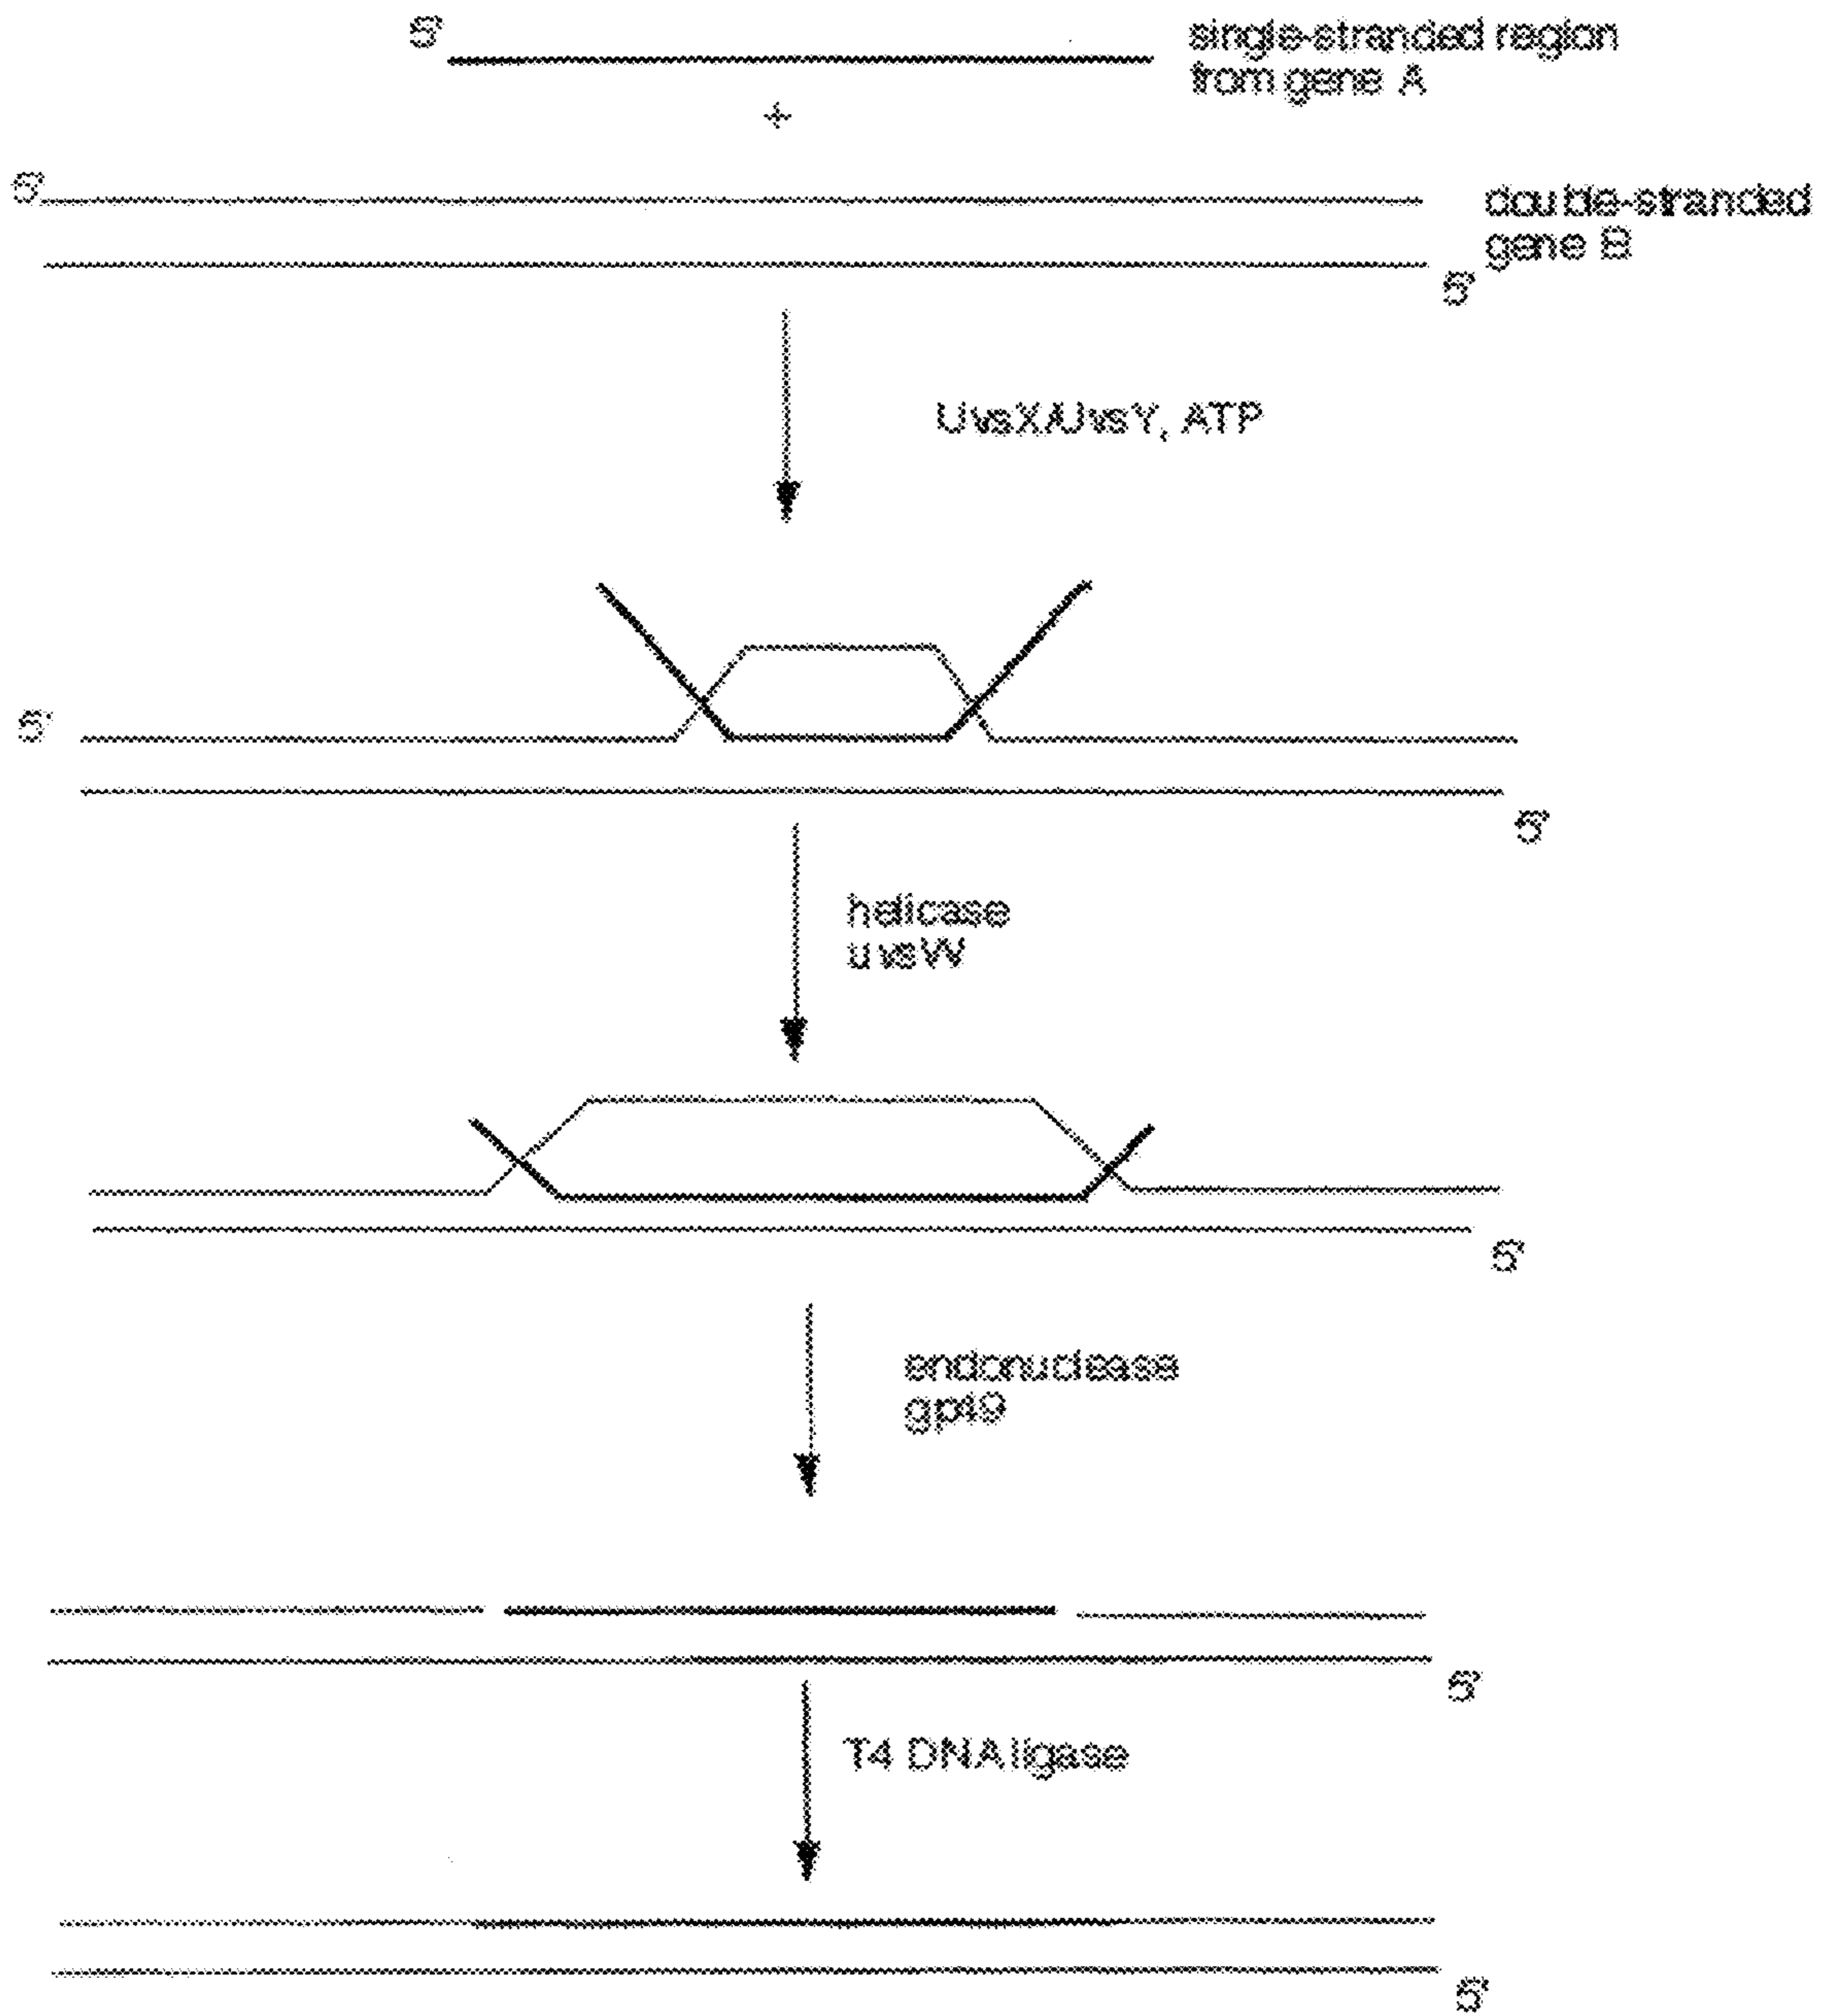 5'
single-stranded region
from gene A
+
5'
double-stranded
gene B
5'
UvsX/UvsY, ATP
5'
5'
helicase
uvsW
5'
endonuclease
gp49
5'
T4 DNA ligase
5'